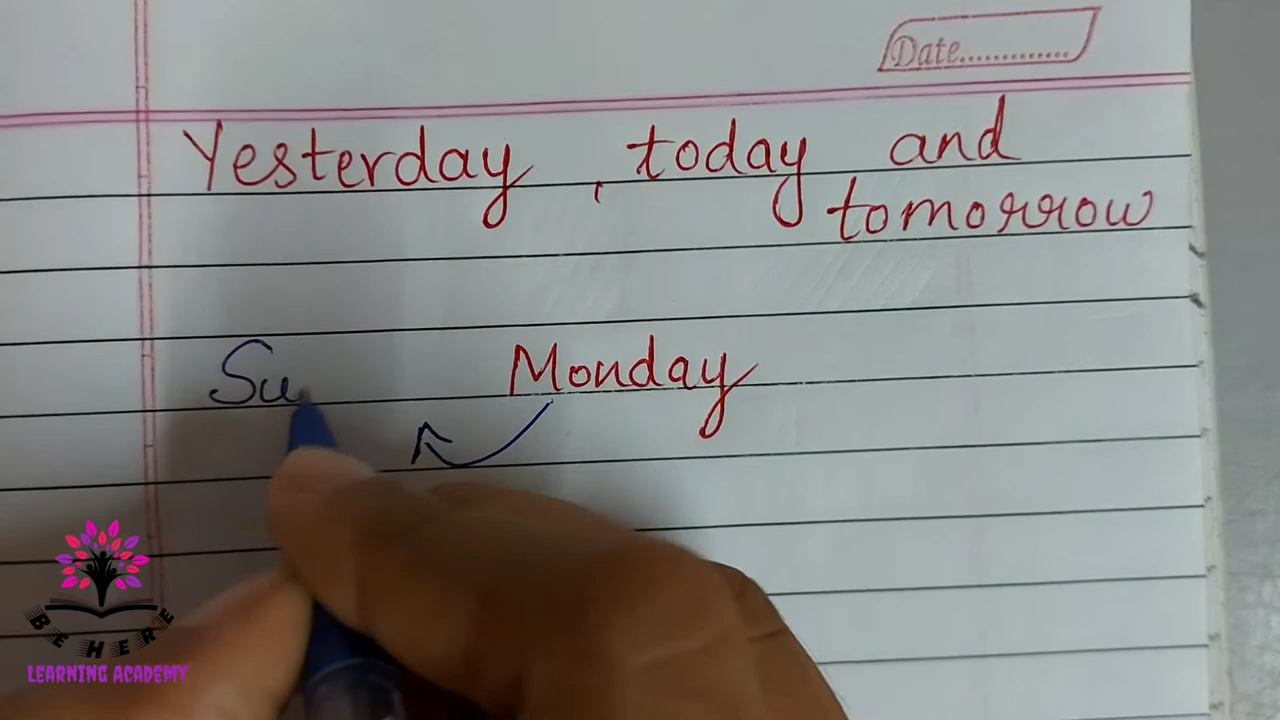 Date..............
Yesterday , today and
tomorrow
Su Monday
BE HERE
LEARNING ACADEMY